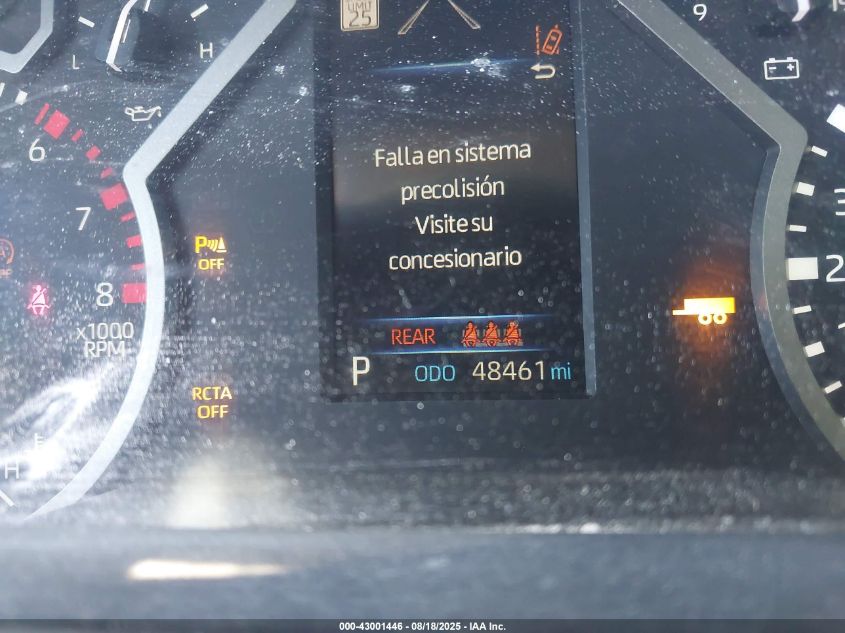 LIMIT
25
9
L
H
6
7
8
x1000
RPM
P
OFF
RCTA
OFF
Falla en sistema
precolisión
Visite su
concesionario
REAR
P ODO 48461 mi
3
2
1
F
H
000-43001446 - 08/18/2025 - IAA Inc.